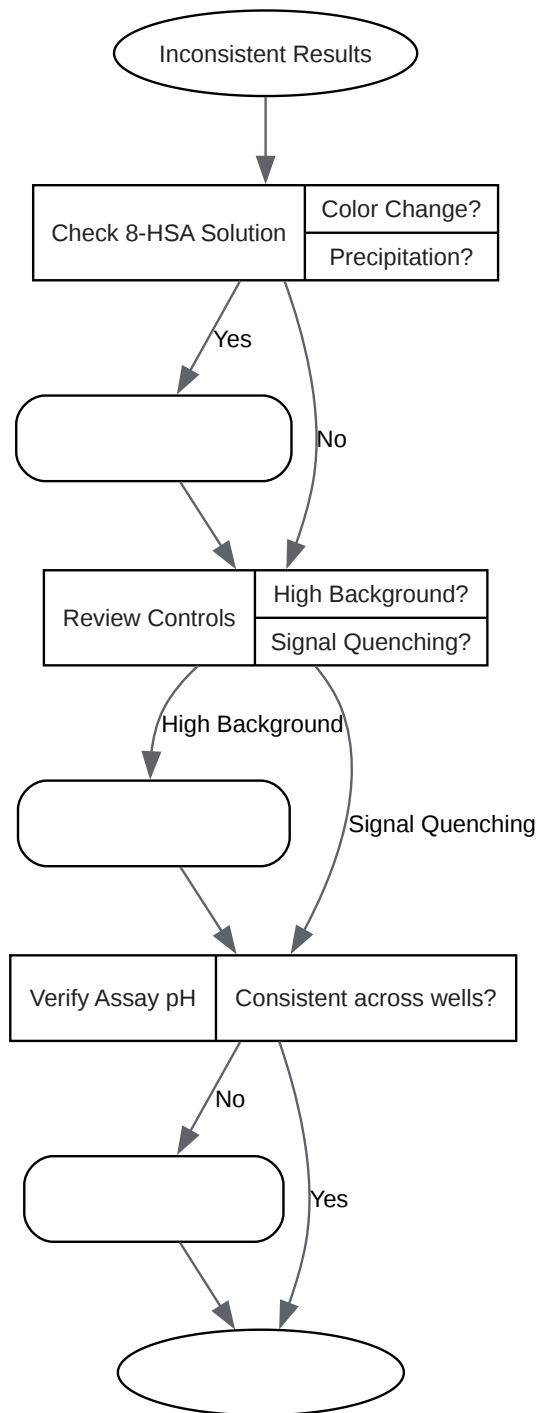 Inconsistent Results
Check 8-HSA Solution
Color Change?
Precipitation?
Yes
No
Review Controls
High Background?
Signal Quenching?
High Background
Signal Quenching
Verify Assay pH
Consistent across wells?
No
Yes